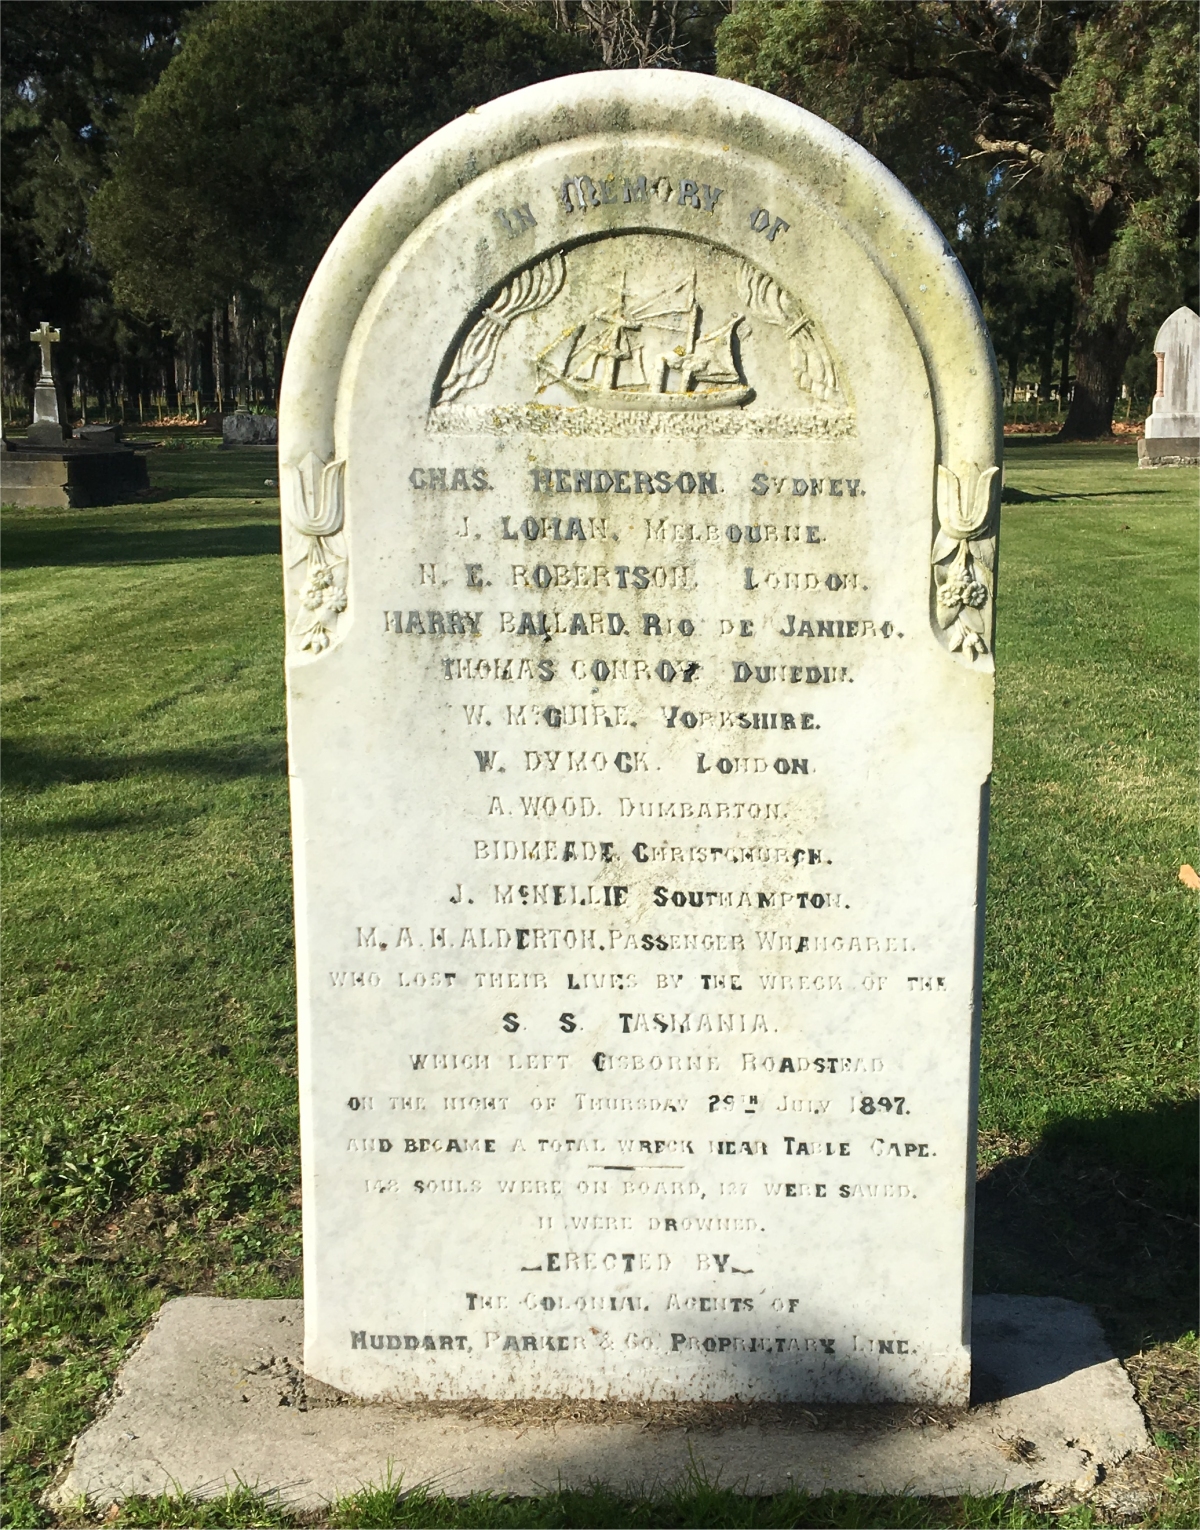 IN MEMORY OF
CHAS. HENDERSON. SYDNEY.
J. LOHAN. MELBOURNE.
N. E. ROBERTSON. LONDON.
HARRY BALLARD. RIO DE JANIERO.
THOMAS CONROY. DUNEDIN.
W. McGUIRE. YORKSHIRE.
W. DYMOCK. LONDON.
A. WOOD. DUMBARTON.
BIDMEADE. CHRISTCHURCH.
J. McNELLIE SOUTHAMPTON.
M. A. H. ALDERTON. PASSENGER WHANGAREI.
WHO LOST THEIR LIVES BY THE WRECK OF THE
S. S. TASMANIA.
WHICH LEFT GISBORNE ROADSTEAD
ON THE NIGHT OF THURSDAY 29TH JULY 1897.
AND BECAME A TOTAL WRECK NEAR TABLE CAPE.
148 SOULS WERE ON BOARD, 137 WERE SAVED.
11 WERE DROWNED.
ERECTED BY
THE COLONIAL AGENTS OF
HUDDART, PARKER & CO. PROPRIETARY LINE.